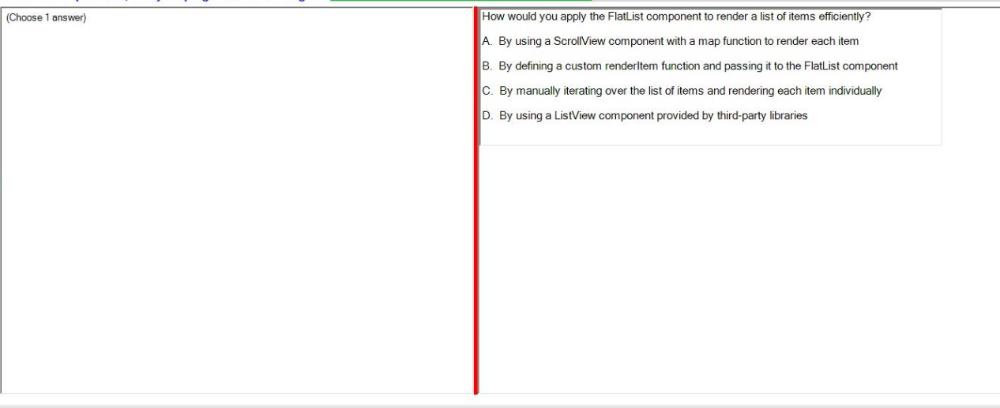 (Choose 1 answer)
How would you apply the FlatList component to render a list of items efficiently?
A. By using a ScrollView component with a map function to render each item
B. By defining a custom renderItem function and passing it to the FlatList component
C. By manually iterating over the list of items and rendering each item individually
D. By using a ListView component provided by third-party libraries